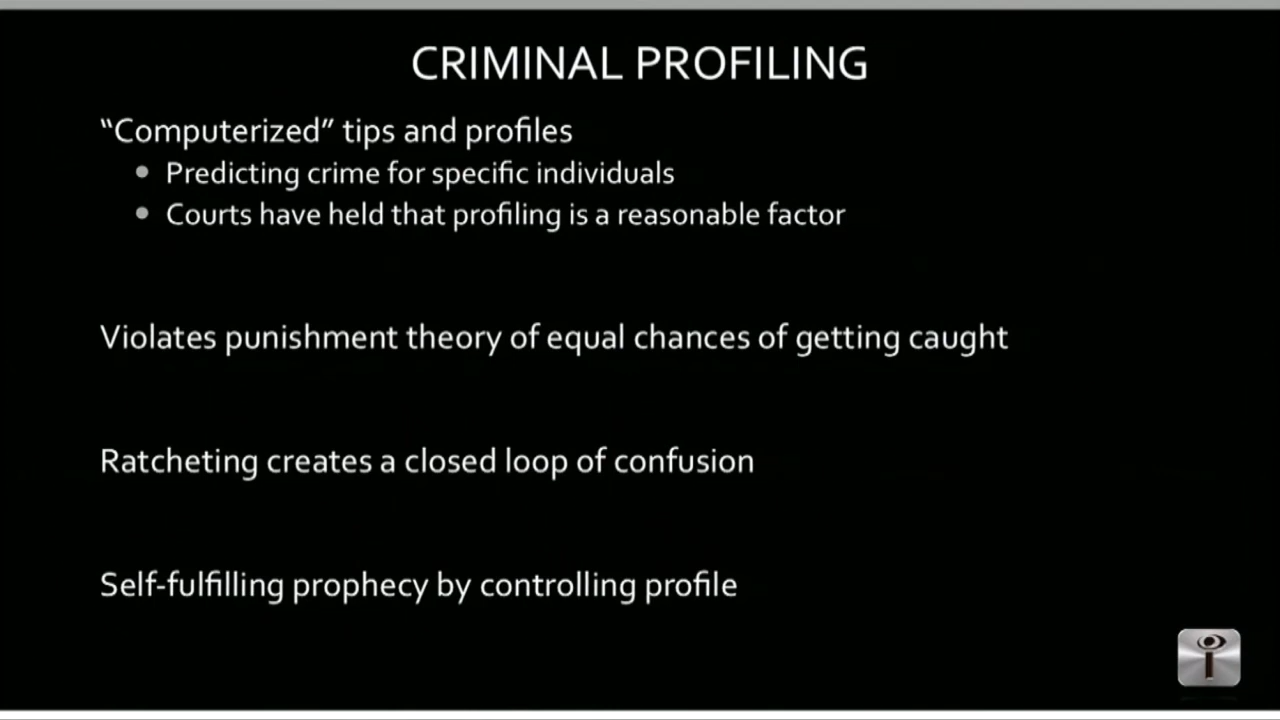 CRIMINAL PROFILING
“Computerized” tips and profiles
Predicting crime for specific individuals
Courts have held that profiling is a reasonable factor
Violates punishment theory of equal chances of getting caught
Ratcheting creates a closed loop of confusion
Self-fulfilling prophecy by controlling profile